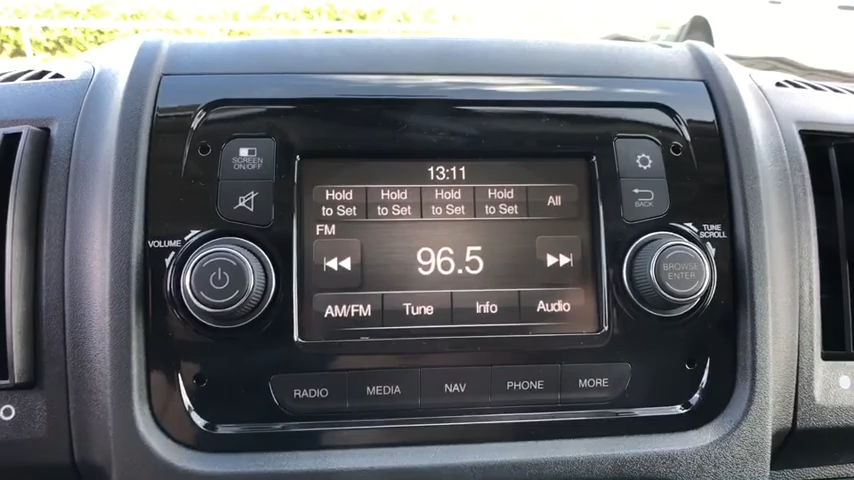 SCREEN
ON/OFF
13:11
Hold
to Set
Hold
to Set
Hold
to Set
Hold
to Set
All
BACK
FM
VOLUME
TUNE
SCROLL
96.5
BROWSE
ENTER
AM/FM
Tune
Info
Audio
RADIO
MEDIA
NAV
PHONE
MORE